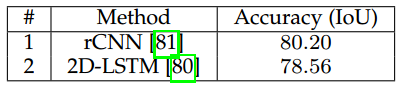 # Method Accuracy (IoU)
1 rCNN [81] 80.20
2 2D-LSTM [80] 78.56